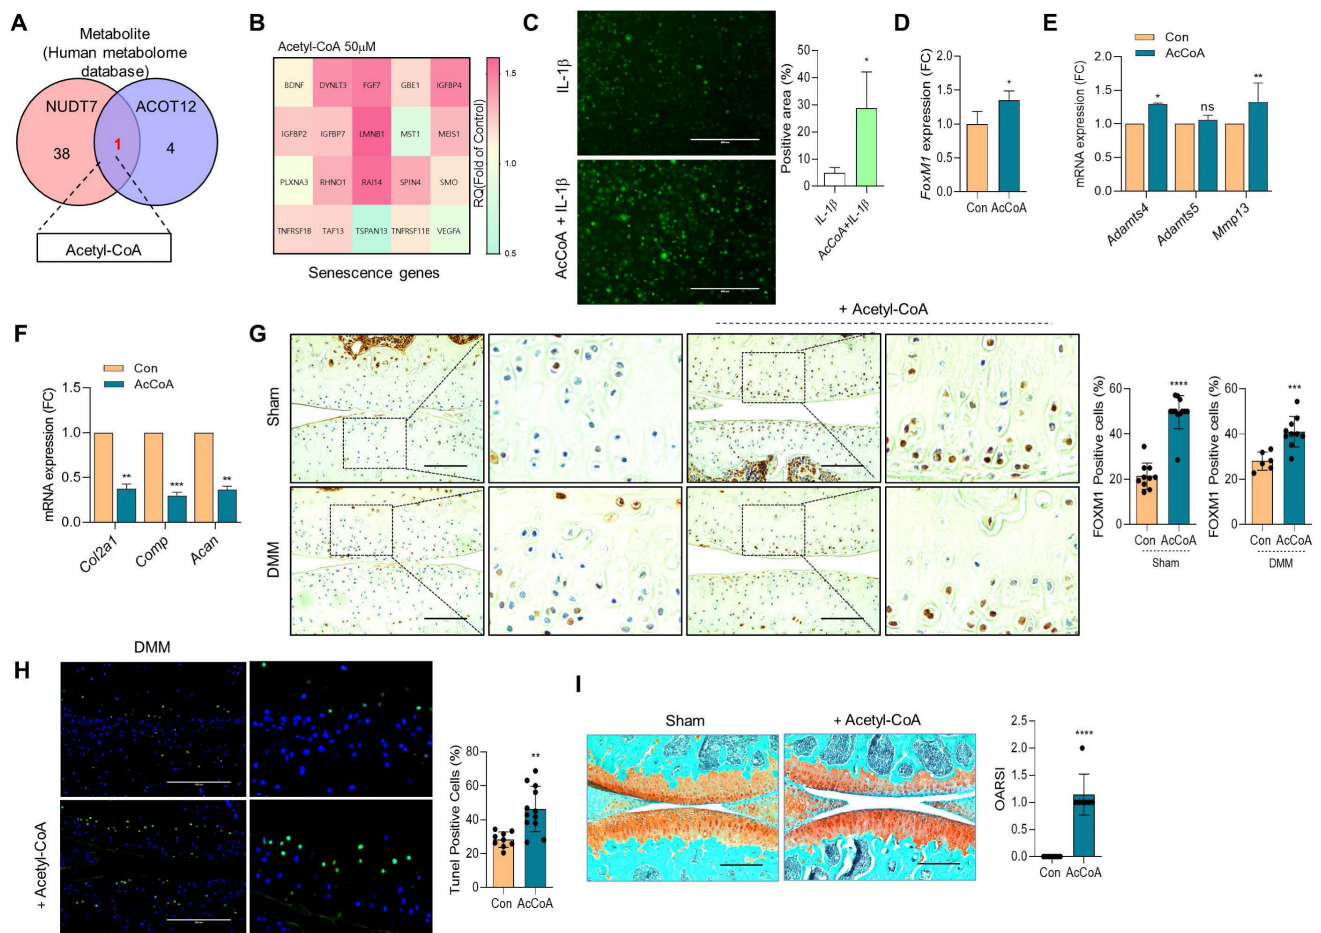 A
Metabolite
(Human metabolome
database)
NUDT7
ACOT12
38
1
4
Acetyl-CoA
B
Acetyl-CoA 50μM
BDNF
DYNLT3
FGF7
GBE1
IGFBP4
IGFBP2
IGFBP7
LMNB1
MST1
MEIS1
PLXNA3
RHNO1
RAI14
SPIN4
SMO
TNFRSF1B
TAF13
TSPAN13
TNFRSF11B
VEGFA
Senescence genes
1.5
1.0
0.5
RQ(Fold of Control)
C
IL-1β
AcCoA + IL-1β
Positive area (%)
50
40
30
20
10
0
*
IL-1β
AcCoA+IL-1β
D
FoxM1 expression (FC)
2.0
1.5
1.0
0.5
0.0
*
Con AcCoA
E
Con
AcCoA
mRNA expression (FC)
2.0
1.5
1.0
0.5
0.0
*
ns
**
Adamts4
Adamts5
Mmp13
F
Con
AcCoA
mRNA expression (FC)
1.5
1.0
0.5
0.0
**
***
**
Col2a1
Comp
Acan
G
+ Acetyl-CoA
Sham
DMM
FOXM1 Positive cells (%)
60
40
20
0
****
Con AcCoA
Sham
FOXM1 Positive cells (%)
60
40
20
0
***
Con AcCoA
DMM
H
DMM
+ Acetyl-CoA
Tunel Positive Cells (%)
80
60
40
20
0
**
Con AcCoA
I
Sham
+ Acetyl-CoA
OARSI
2.5
2.0
1.5
1.0
0.5
0.0
****
Con AcCoA